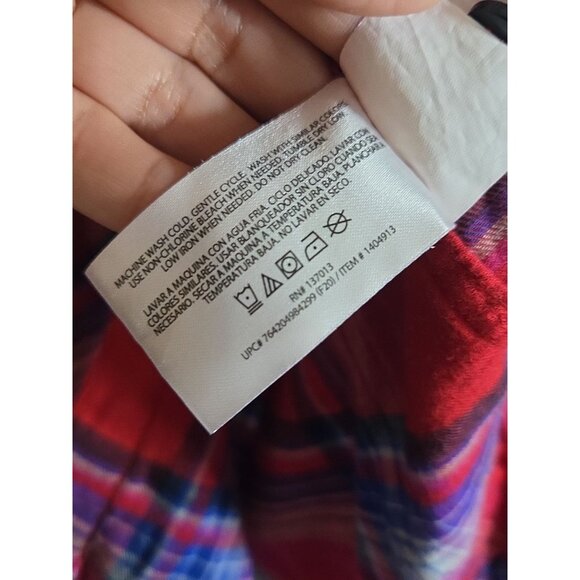 MACHINE WASH COLD. GENTLE CYCLE. WASH WITH SIMILAR COLORS.
USE NON-CHLORINE BLEACH WHEN NEEDED. TUMBLE DRY LOW.
LOW IRON WHEN NEEDED. DO NOT DRY CLEAN.
LAVAR A MAQUINA CON AGUA FRIA. CICLO DELICADO. LAVAR CON
COLORES SIMILARES. USAR BLANQUEADOR SIN CLORO CUANDO SEA
NECESARIO. SECAR A MAQUINA A TEMPERATURA BAJA. PLANCHAR A
TEMPERATURA BAJA. NO LAVAR EN SECO.
RN# 137013
UPC# 764204984299 (F20) / ITEM # 1404913